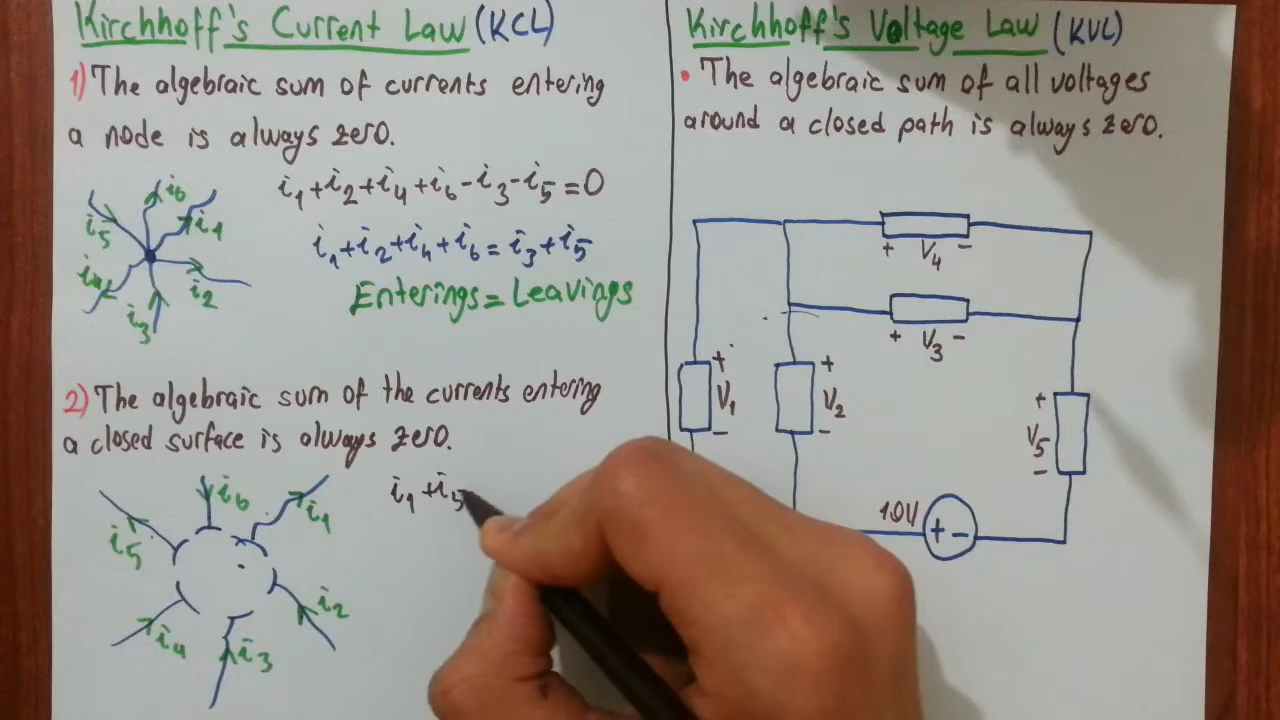 Kirchhoff's Current Law (KCL)
1) The algebraic sum of currents entering
a node is always zero.
i₁+i₂+i₄+i₆-i₃-i₅=0
i₁+i₂+i₄+i₆=i₃+i₅
Enterings=Leavings
i₆
i₅
i₁
i₄
i₂
i₃
2) The algebraic sum of the currents entering
a closed surface is always zero.
i₁+i₅
i₆
i₁
i₅
i₂
i₄
i₃
Kirchhoff's Voltage Law (KVL)
• The algebraic sum of all voltages
around a closed path is always zero.
+ V₄ -
+ V₃ -
+ V₁ -
+ V₂ -
+ V₅ -
10V
+ -